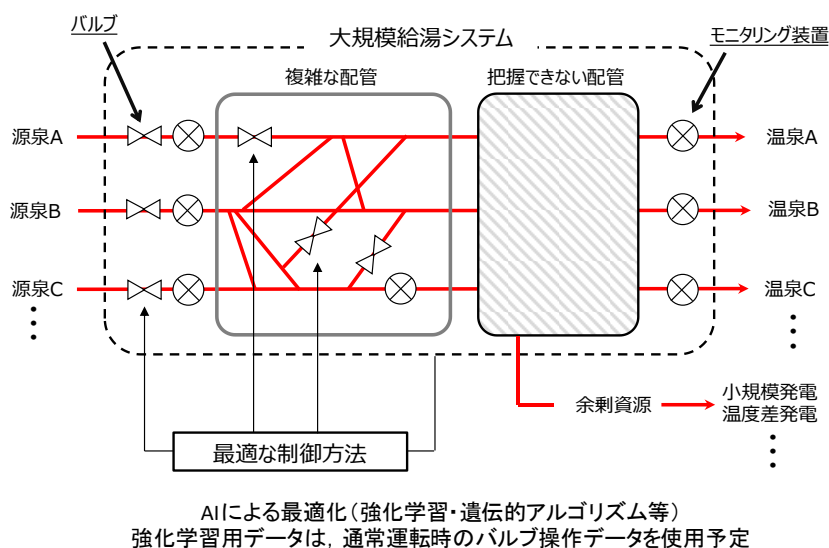 バルブ
大規模給湯システム
モニタリング装置
複雑な配管
把握できない配管
源泉A
温泉A
源泉B
温泉B
源泉C
温泉C
余剰資源
小規模発電
温度差発電
最適な制御方法
AIによる最適化(強化学習・遺伝的アルゴリズム等)
強化学習用データは, 通常運転時のバルブ操作データを使用予定